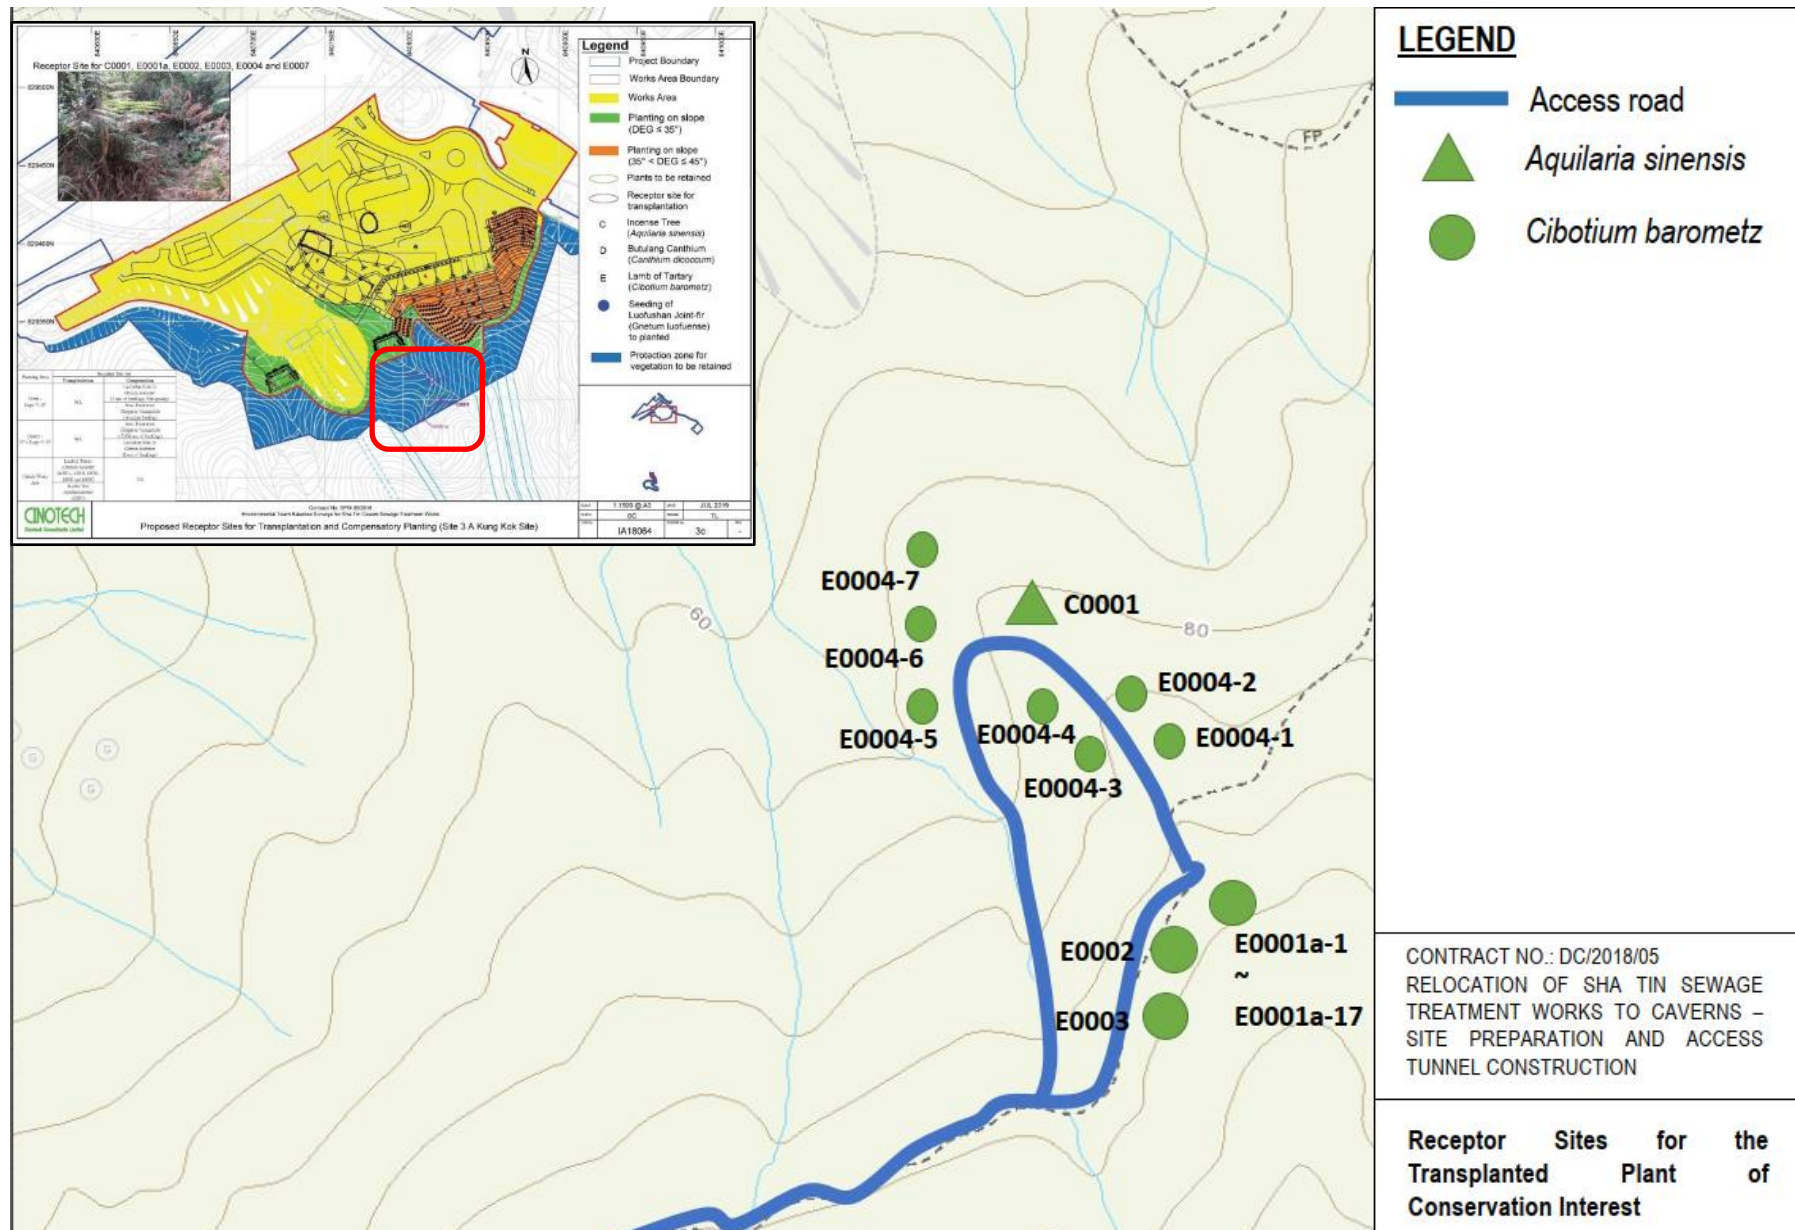 Receptor Site for C0001, E0001a, E0002, E0003, E0004 and E0007
N
Legend
Project Boundary
Works Area Boundary
Works Area
Planting on slope
(DEG ≤ 35°)
Planting on slope
(35° < DEG ≤ 45°)
Plants to be retained
Receptor site for
transplantation
C Incense Tree
(Aquilaria sinensis)
D Butulang Canthium
(Canthium dicoccum)
E Lamb of Tartary
(Cibotium barometz)
Seeding of
Luofushan Joint-fir
(Gnetum luofuense)
to planted
Protection zone for
vegetation to be retained
CINOTECH
Proposed Receptor Sites for Transplantation and Compensatory Planting (Site 3 A Kung Kok Site)
1:1500 @ A3
JUL 2019
IA18064
3c
FP
60
80
G
G
G
E0004-7
C0001
E0004-6
E0004-2
E0004-5
E0004-4
E0004-1
E0004-3
E0002
E0001a-1
~
E0001a-17
E0003
LEGEND
Access road
Aquilaria sinensis
Cibotium barometz
CONTRACT NO.: DC/2018/05
RELOCATION OF SHA TIN SEWAGE
TREATMENT WORKS TO CAVERNS –
SITE PREPARATION AND ACCESS
TUNNEL CONSTRUCTION
Receptor Sites for the
Transplanted Plant of
Conservation Interest